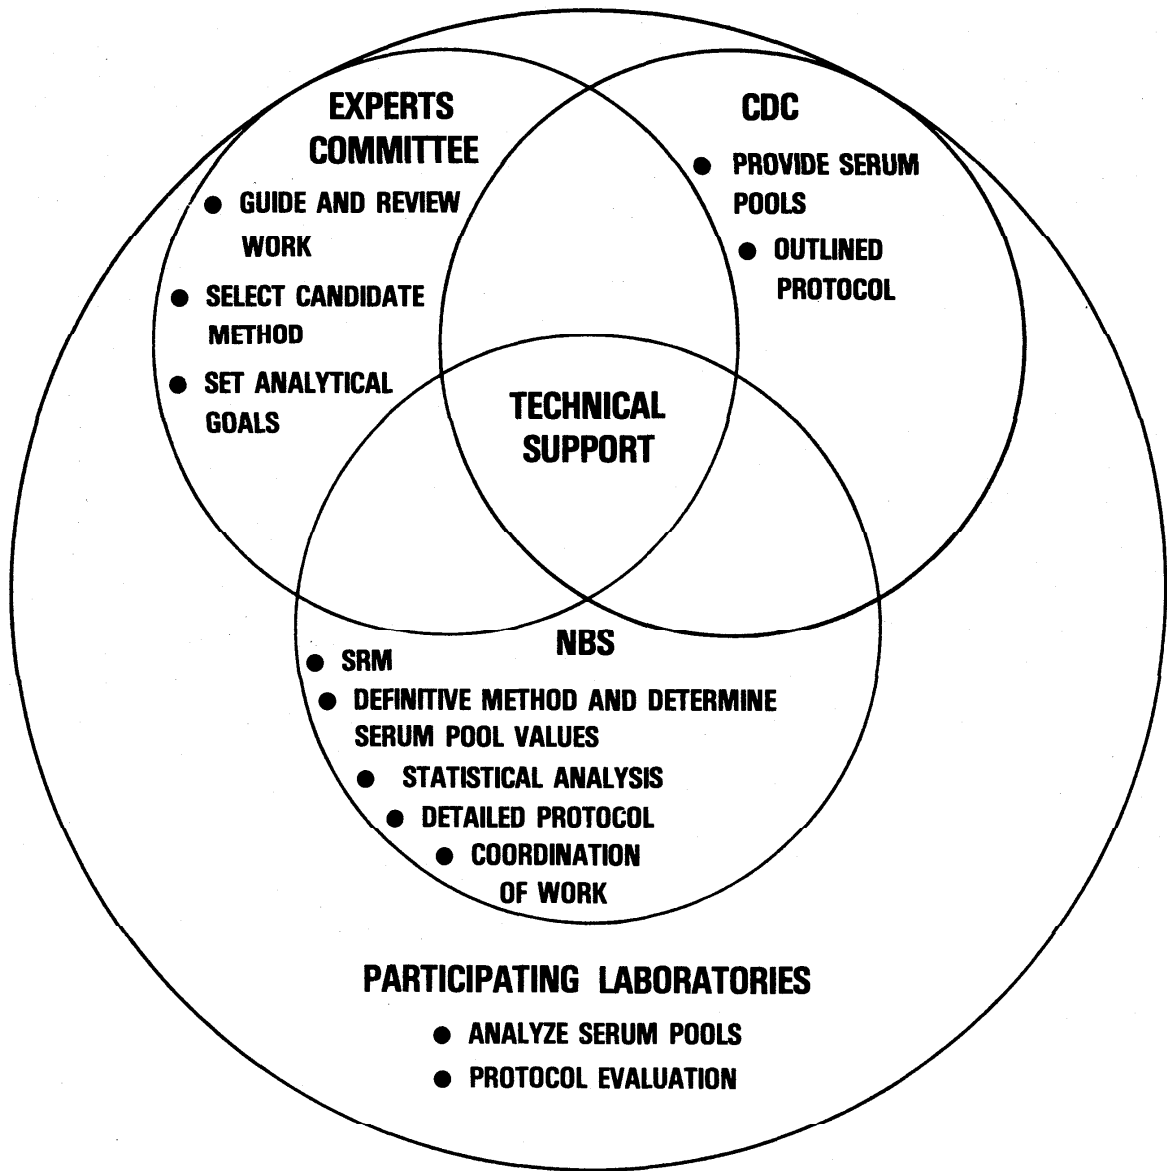 EXPERTS
COMMITTEE
● GUIDE AND REVIEW
WORK
● SELECT CANDIDATE
METHOD
● SET ANALYTICAL
GOALS
CDC
● PROVIDE SERUM
POOLS
● OUTLINED
PROTOCOL
TECHNICAL
SUPPORT
NBS
● SRM
● DEFINITIVE METHOD AND DETERMINE
SERUM POOL VALUES
● STATISTICAL ANALYSIS
● DETAILED PROTOCOL
● COORDINATION
OF WORK
PARTICIPATING LABORATORIES
● ANALYZE SERUM POOLS
● PROTOCOL EVALUATION